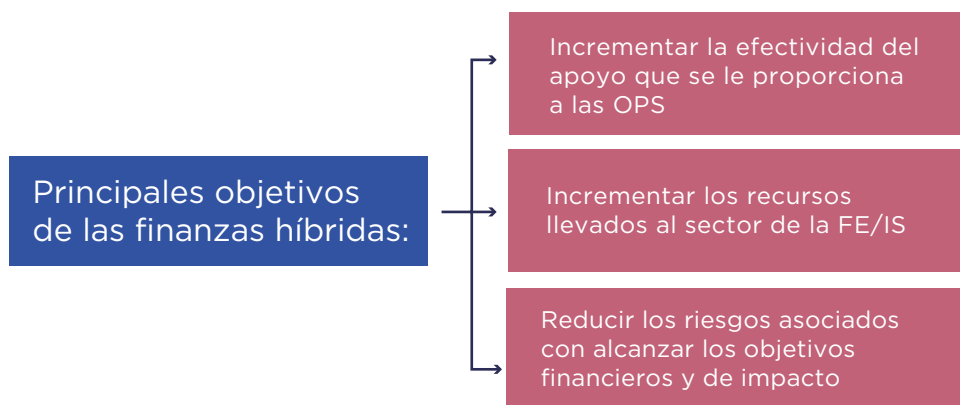 Principales objetivos
de las finanzas híbridas:
Incrementar la efectividad del
apoyo que se le proporciona
a las OPS
Incrementar los recursos
llevados al sector de la FE/IS
Reducir los riesgos asociados
con alcanzar los objetivos
financieros y de impacto